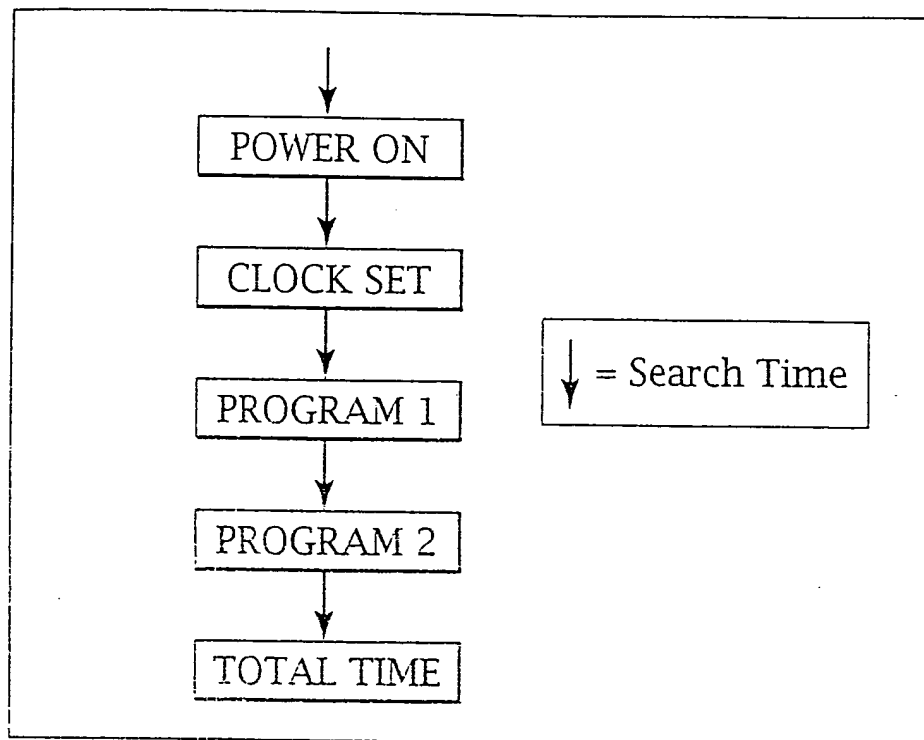 POWER ON
CLOCK SET
PROGRAM 1
= Search Time
PROGRAM 2
TOTAL TIME